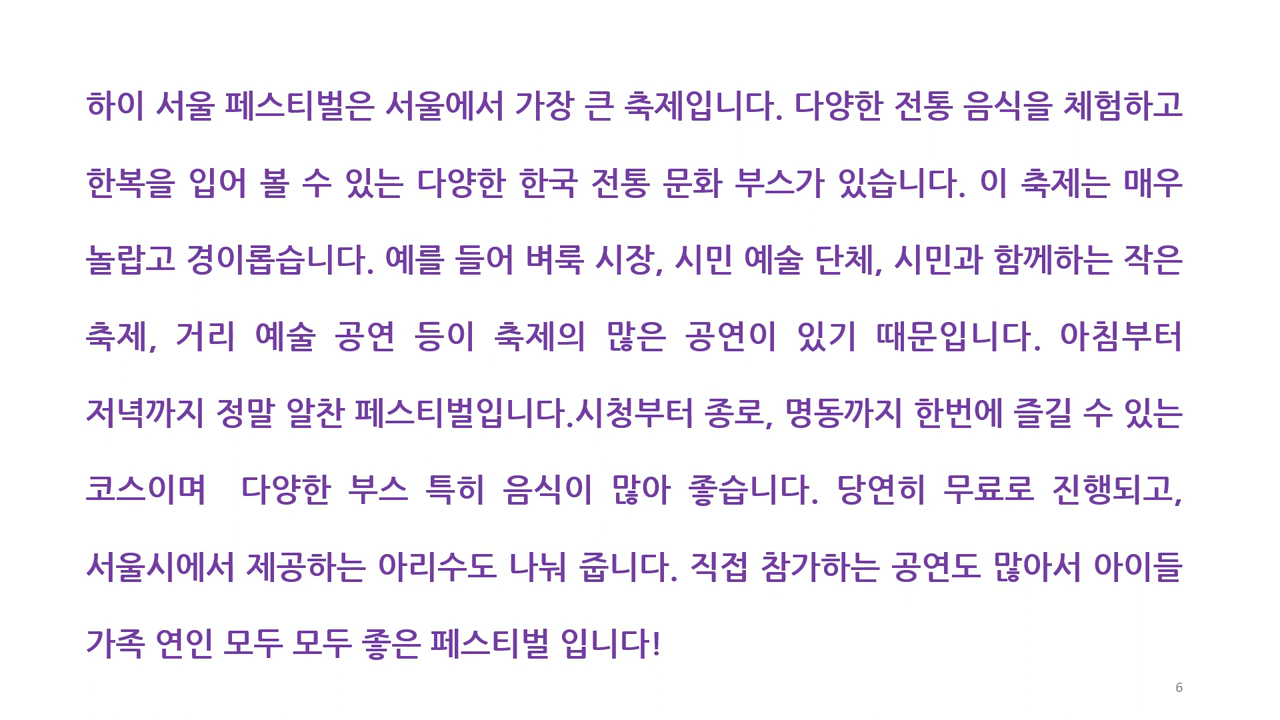 하이 서울 페스티벌은 서울에서 가장 큰 축제입니다. 다양한 전통 음식을 체험하고
한복을 입어 볼 수 있는 다양한 한국 전통 문화 부스가 있습니다. 이 축제는 매우
놀랍고 경이롭습니다. 예를 들어 벼룩 시장, 시민 예술 단체, 시민과 함께하는 작은
축제, 거리 예술 공연 등이 축제의 많은 공연이 있기 때문입니다. 아침부터
저녁까지 정말 알찬 페스티벌입니다.시청부터 종로, 명동까지 한번에 즐길 수 있는
코스이며 다양한 부스 특히 음식이 많아 좋습니다. 당연히 무료로 진행되고,
서울시에서 제공하는 아리수도 나눠 줍니다. 직접 참가하는 공연도 많아서 아이들
가족 연인 모두 모두 좋은 페스티벌 입니다!
6